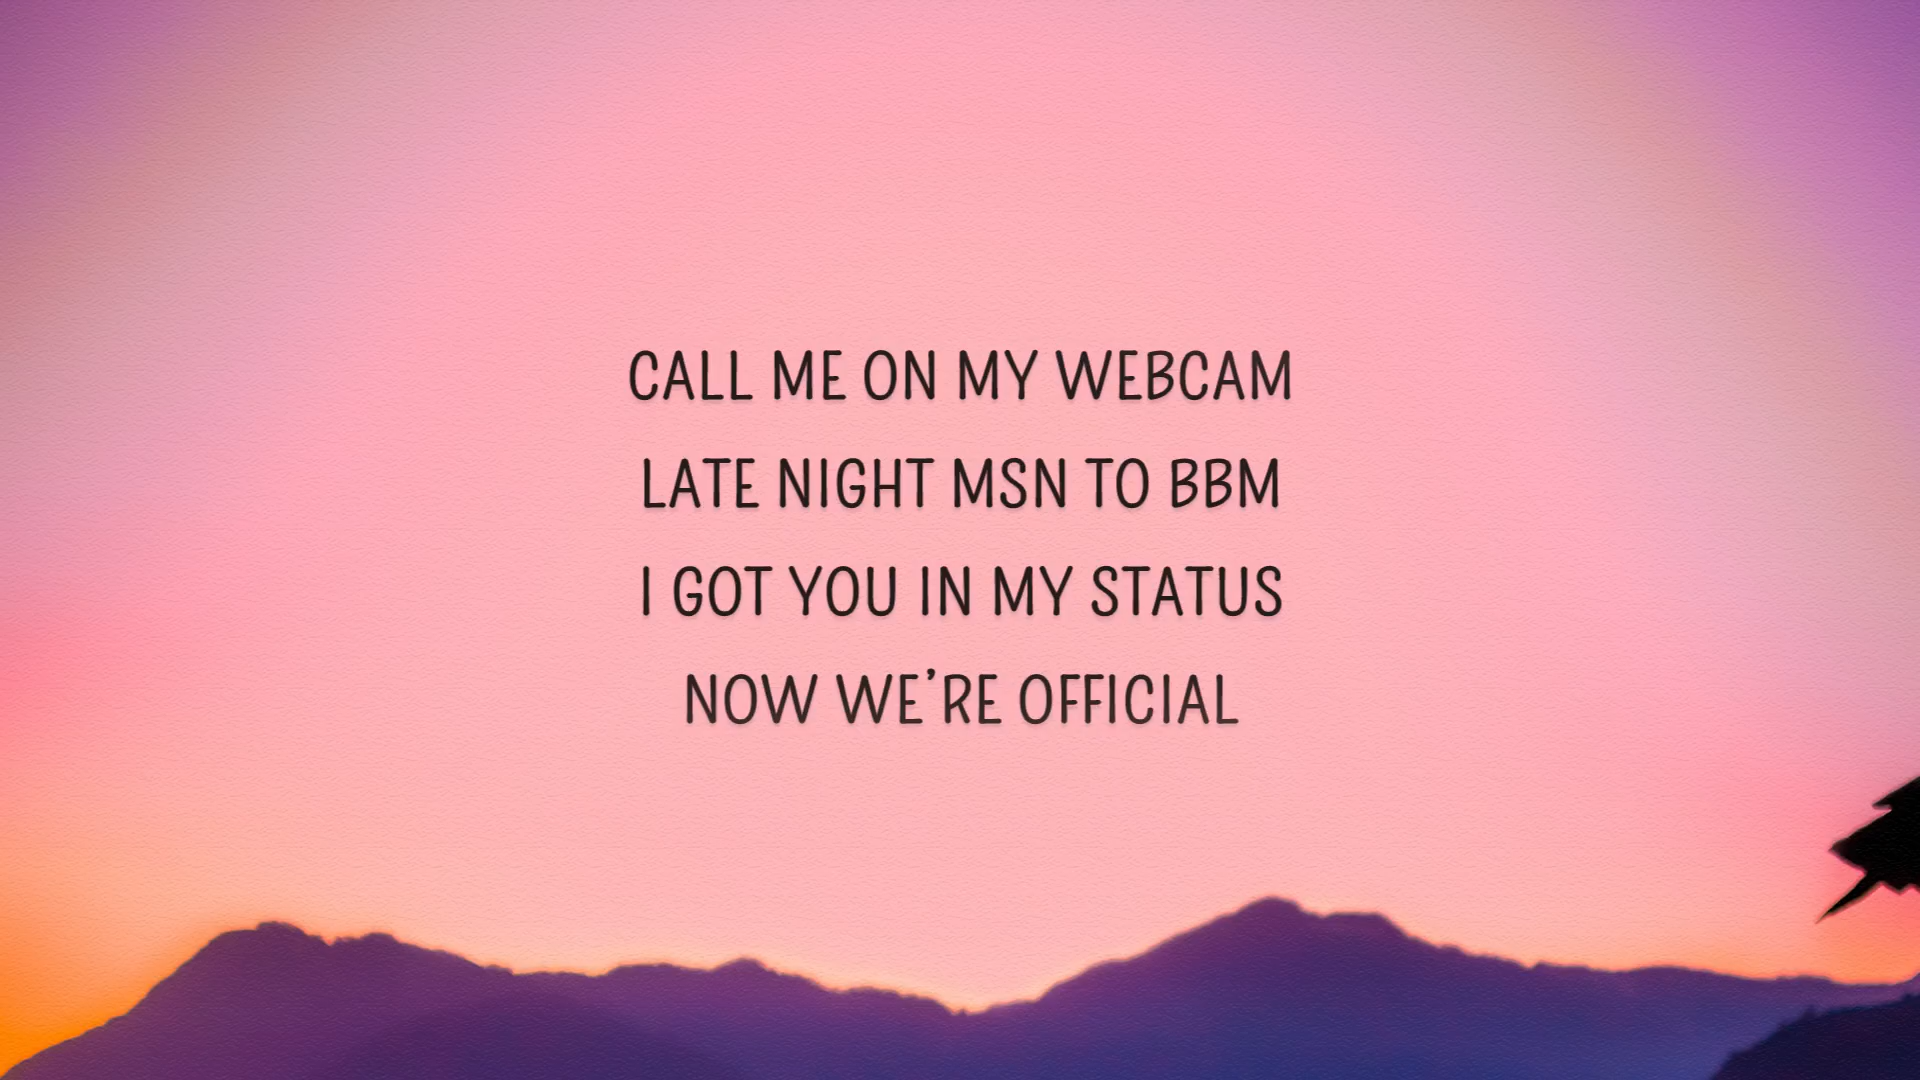 CALL ME ON MY WEBCAM
LATE NIGHT MSN TO BBM
I GOT YOU IN MY STATUS
NOW WE’RE OFFICIAL